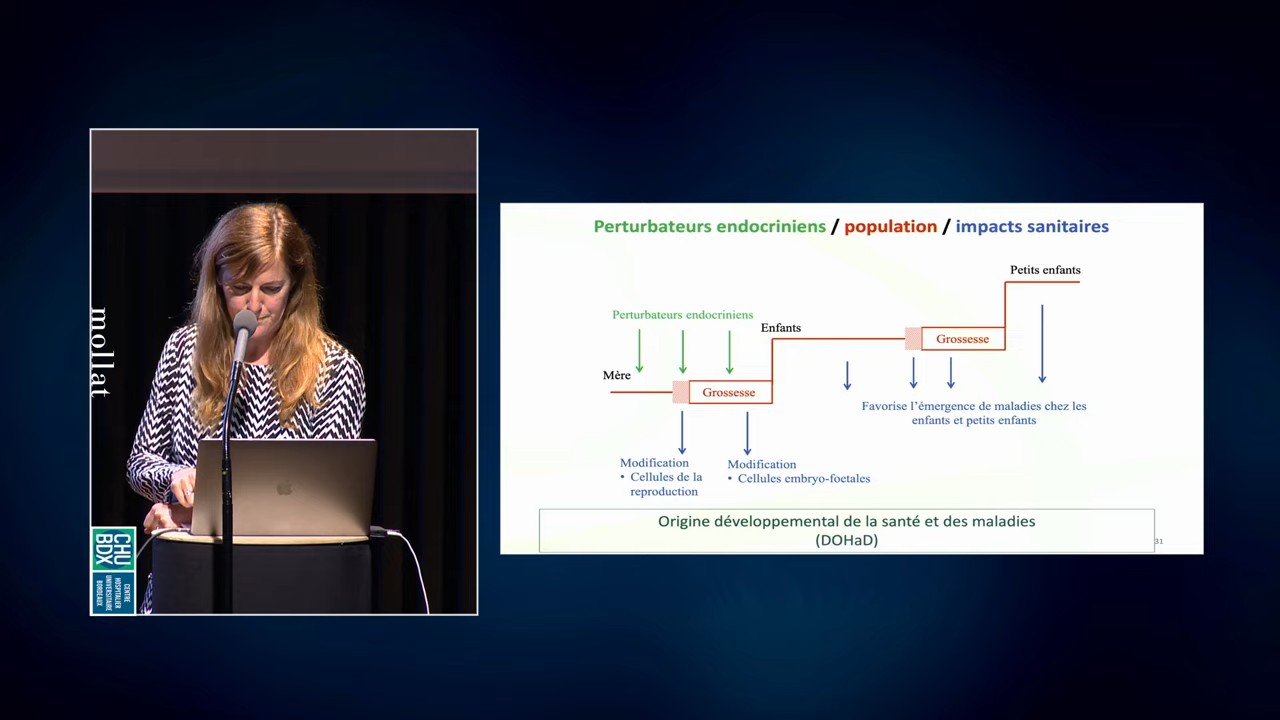 mollat
CHU
BDX
CENTRE
HOSPITALIER
UNIVERSITAIRE
BORDEAUX
Perturbateurs endocriniens / population / impacts sanitaires
Petits enfants
Perturbateurs endocriniens
Enfants
Grossesse
Mère
Grossesse
Favorise l'émergence de maladies chez les
enfants et petits enfants
Modification
• Cellules de la
reproduction
Modification
• Cellules embryo-foetales
Origine développemental de la santé et des maladies
(DOHaD)
31